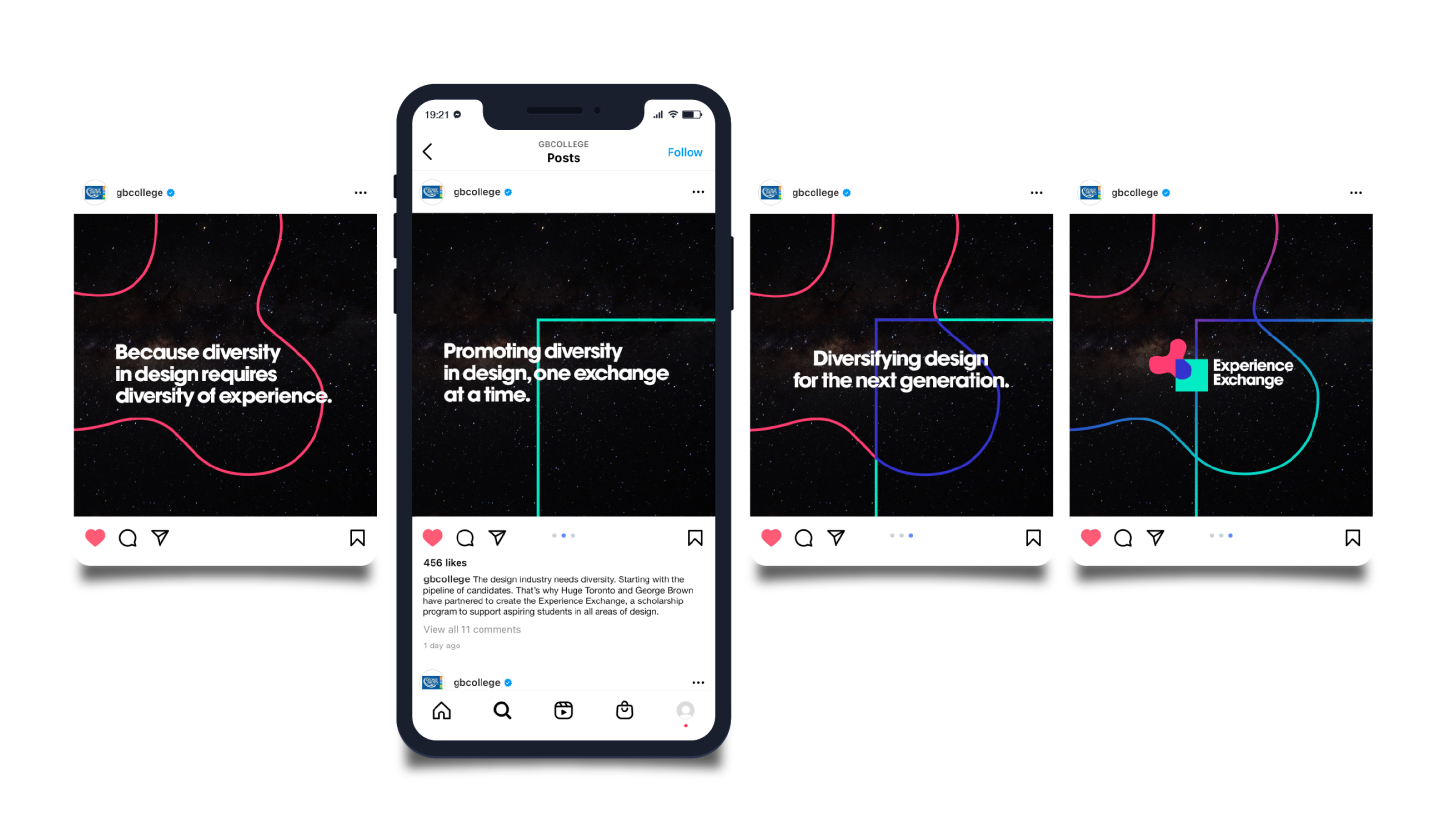 gbcollege
Because diversity
in design requires
diversity of experience.
19:21
GBCOLLEGE
Posts
Follow
gbcollege
Promoting diversity
in design, one exchange
at a time.
456 likes
gbcollege The design industry needs diversity. Starting with the
pipeline of candidates. That's why Huge Toronto and George Brown
have partnered to create the Experience Exchange, a scholarship
program to support aspiring students in all areas of design.
View all 11 comments
1 day ago
gbcollege
gbcollege
Diversifying design
for the next generation.
gbcollege
Experience
Exchange